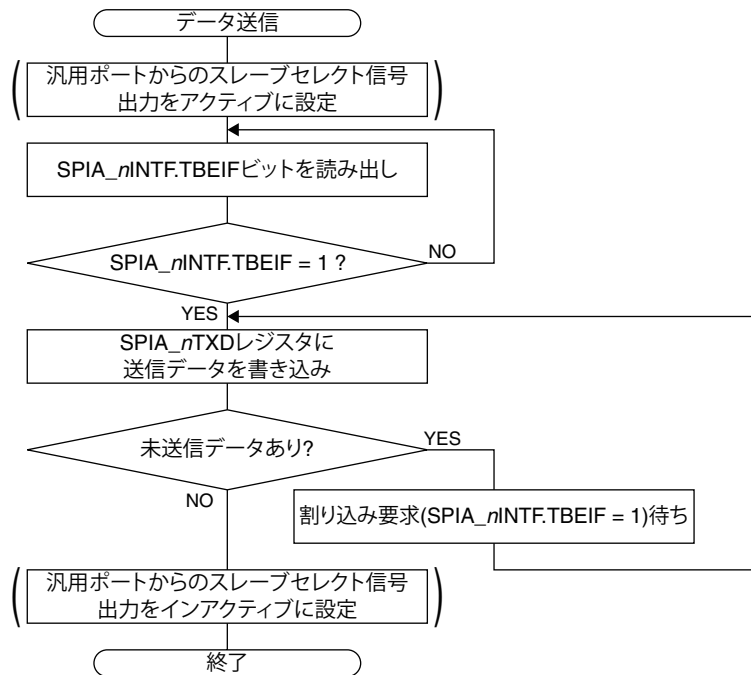 データ送信
汎用ポートからのスレーブセレクト信号
出力をアクティブに設定
SPIA_nINTF.TBEIFビットを読み出し
SPIA_nINTF.TBEIF = 1 ?
NO
YES
SPIA_nTXDレジスタに
送信データを書き込み
未送信データあり?
YES
NO
割り込み要求(SPIA_nINTF.TBEIF = 1)待ち
汎用ポートからのスレーブセレクト信号
出力をインアクティブに設定
終了